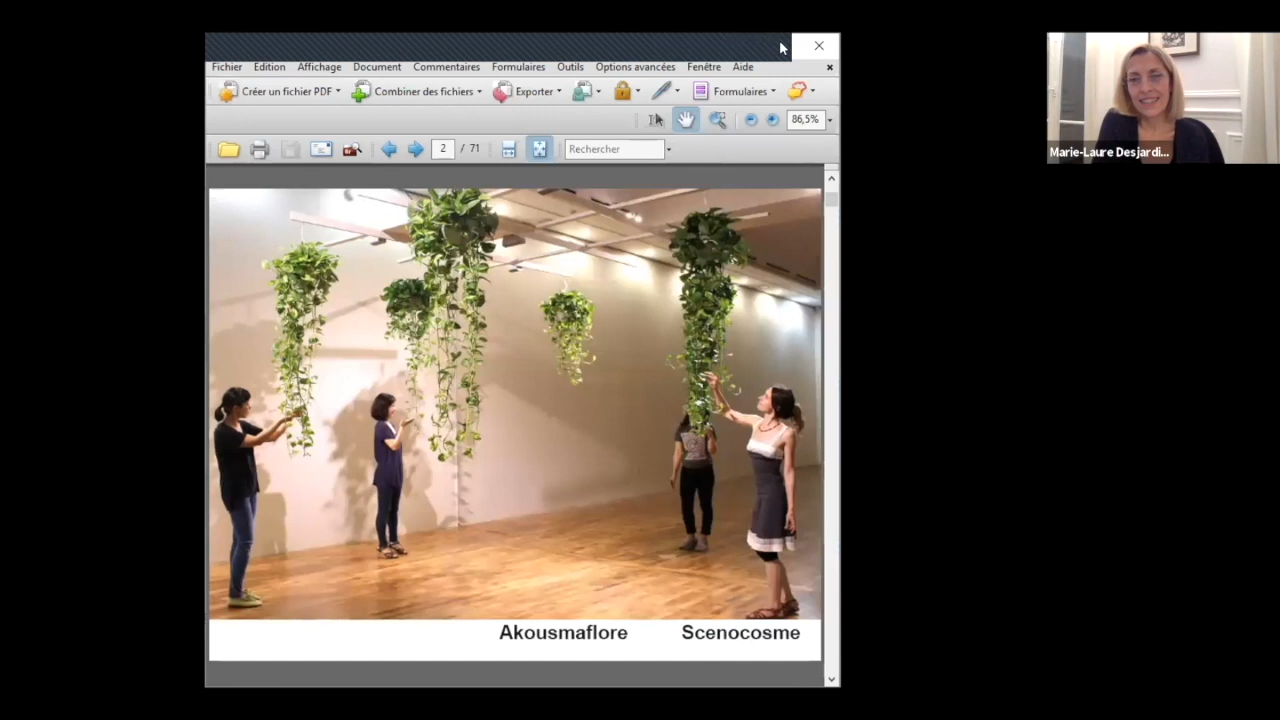 Fichier Edition Affichage Document Commentaires Formulaires Outils Options avancées Fenêtre Aide
Créer un fichier PDF Combiner des fichiers Exporter Formulaires
86,5%
2 / 71 Rechercher
Marie-Laure Desjardi...
Akousmaflore Scenocosme